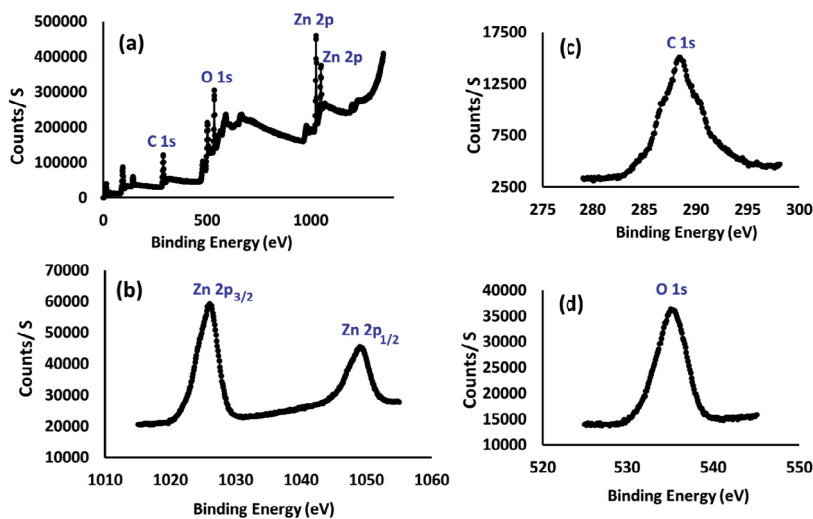 (a)
Zn 2p
Zn 2p
O 1s
C 1s
500000
400000
300000
200000
100000
0
Counts/ S
0 500 1000
Binding Energy (eV)
(c)
C 1s
17500
12500
7500
2500
Counts/ S
275 280 285 290 295 300
Binding Energy (eV)
(b)
Zn 2p3/2
Zn 2p1/2
70000
60000
50000
40000
30000
20000
10000
Counts/ S
1010 1020 1030 1040 1050 1060
Binding Energy (eV)
(d)
O 1s
40000
35000
30000
25000
20000
15000
10000
Counts/ S
520 530 540 550
Binding Energy (eV)